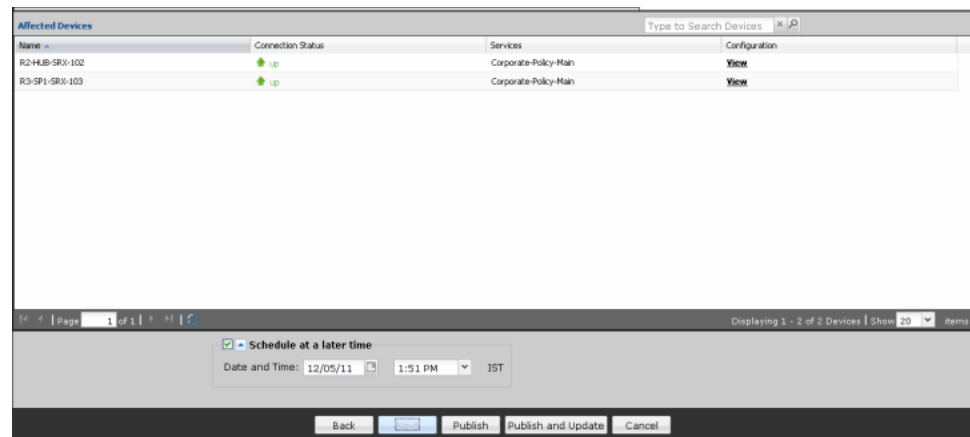 Affected Devices
Type to Search Devices
Name Connection Status Services Configuration
R2-HUB-SRX-102 up Corporate-Policy-Main View
R3-SP1-SRX-103 up Corporate-Policy-Main View
Page 1 of 1 Displaying 1 - 2 of 2 Devices Show 20 items
Schedule at a later time
Date and Time: 12/05/11 1:51 PM IST
Back Publish Publish and Update Cancel